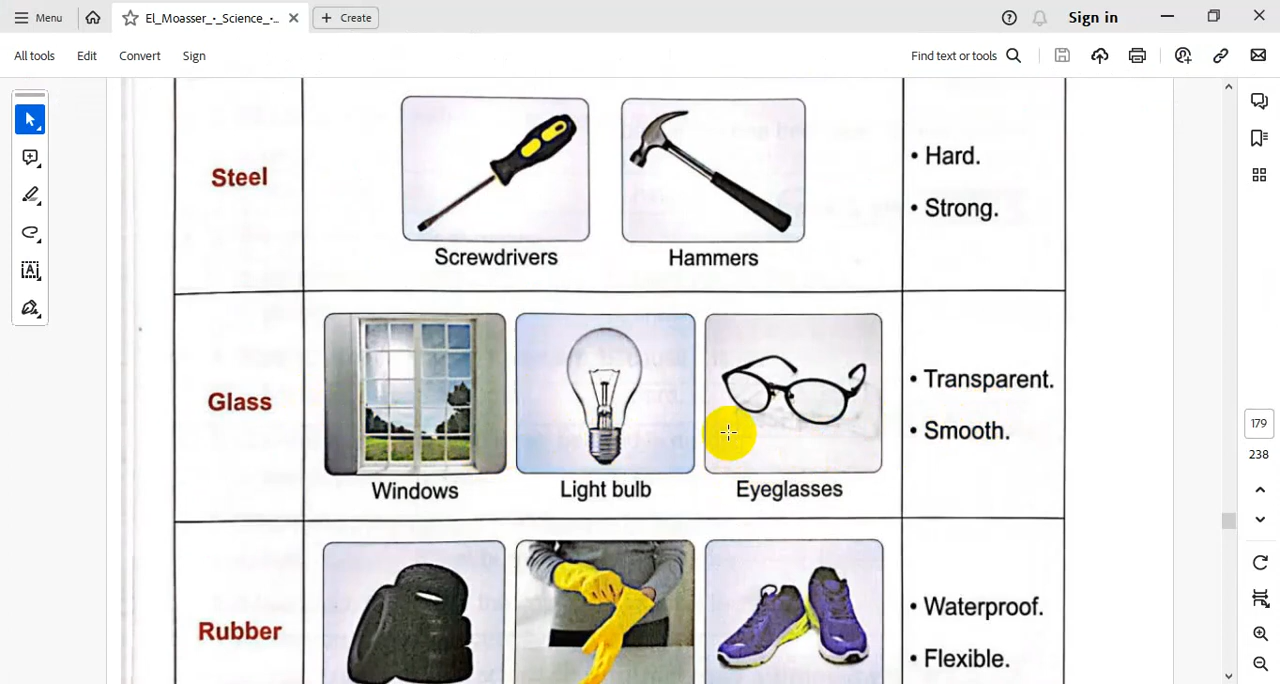 Menu
El_Moasser_-_Science_-...
Create
Sign in
All tools
Edit
Convert
Sign
Find text or tools
Steel
Screwdrivers
Hammers
• Hard.
• Strong.
Glass
Windows
Light bulb
Eyeglasses
• Transparent.
• Smooth.
Rubber
• Waterproof.
• Flexible.
179
238